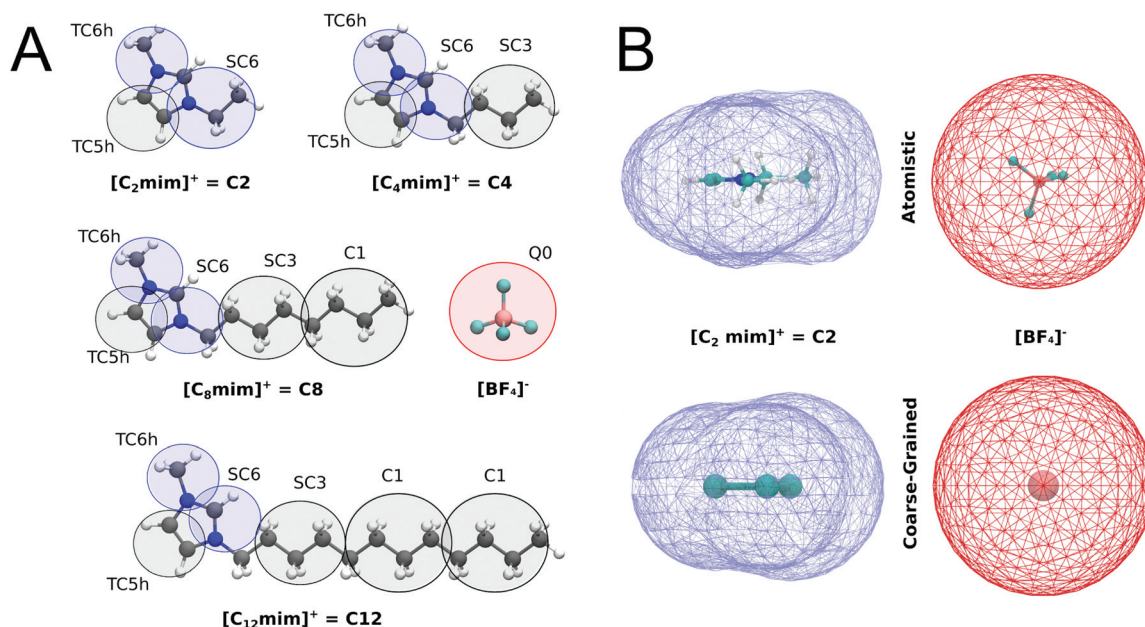 A
TC6h
SC6
TC5h
[C₂mim]⁺ = C2
TC6h
SC6
SC3
TC5h
[C₄mim]⁺ = C4
TC6h
SC6
SC3
C1
TC5h
[C₈mim]⁺ = C8
Q0
[BF₄]⁻
TC6h
SC6
SC3
C1
C1
TC5h
[C₁₂mim]⁺ = C12
B
Atomistic
[C₂ mim]⁺ = C2
[BF₄]⁻
Coarse-Grained